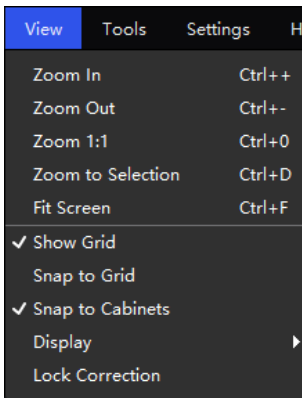 View Tools Settings H
Zoom In Ctrl++
Zoom Out Ctrl+-
Zoom 1:1 Ctrl+0
Zoom to Selection Ctrl+D
Fit Screen Ctrl+F
Show Grid
Snap to Grid
Snap to Cabinets
Display
Lock Correction